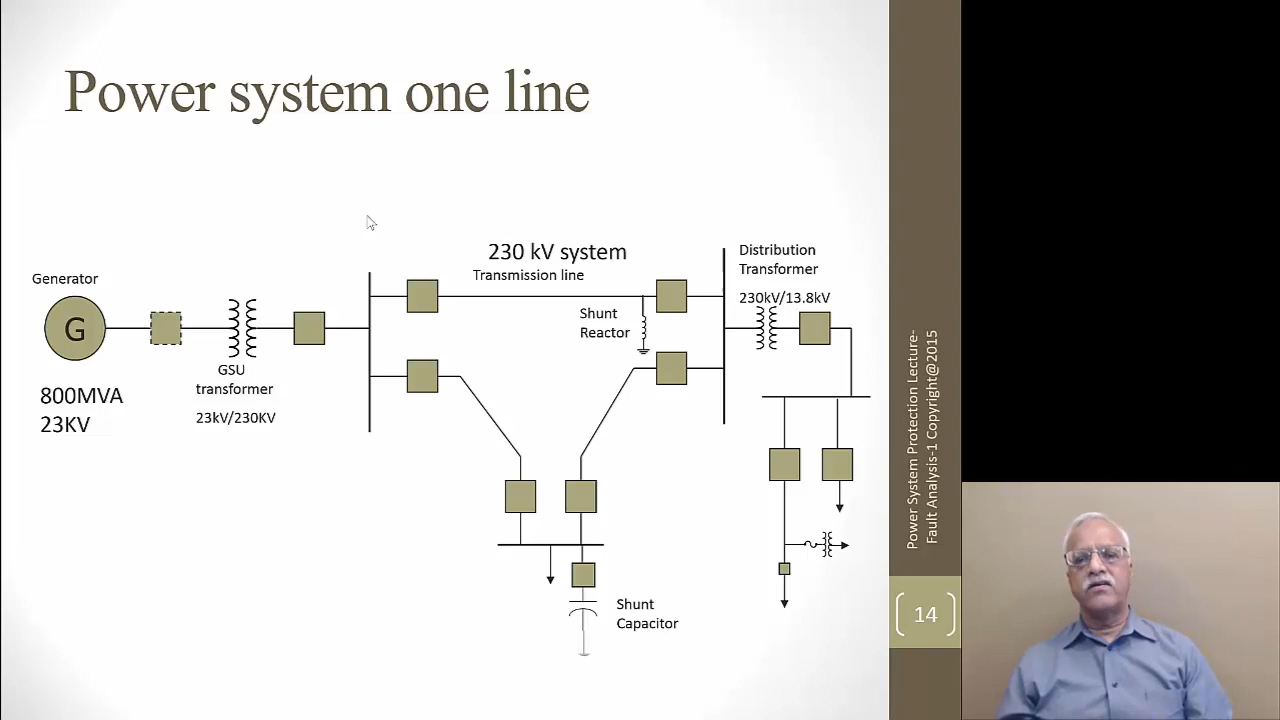 Power system one line
230 kV system
Transmission line
Distribution
Transformer
230kV/13.8kV
Generator
G
800MVA
23KV
GSU
transformer
23kV/230KV
Shunt
Reactor
Shunt
Capacitor
Power System Protection Lecture-
Fault Analysis-1 Copyright@2015
14